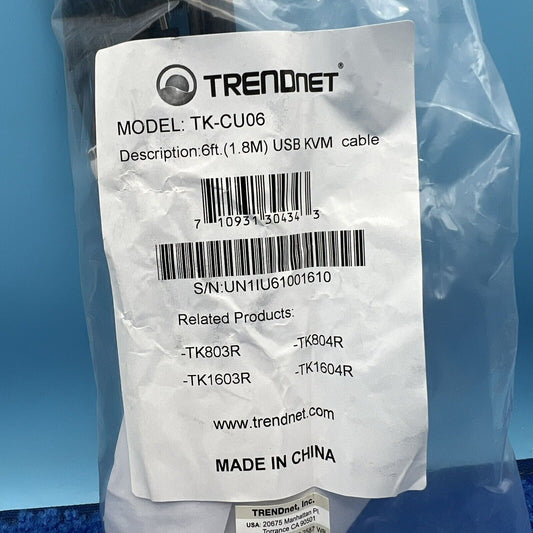 TRENDNET®
MODEL: TK-CU06
Description:6ft.(1.8M) USB KVM cable
7 10931 30434 3
S/N:UN1IU61001610
Related Products:
-TK803R -TK804R
-TK1603R -TK1604R
www.trendnet.com
MADE IN CHINA
TRENDnet, Inc.
USA: 20675 Manhattan Pl
Torrance CA 90501